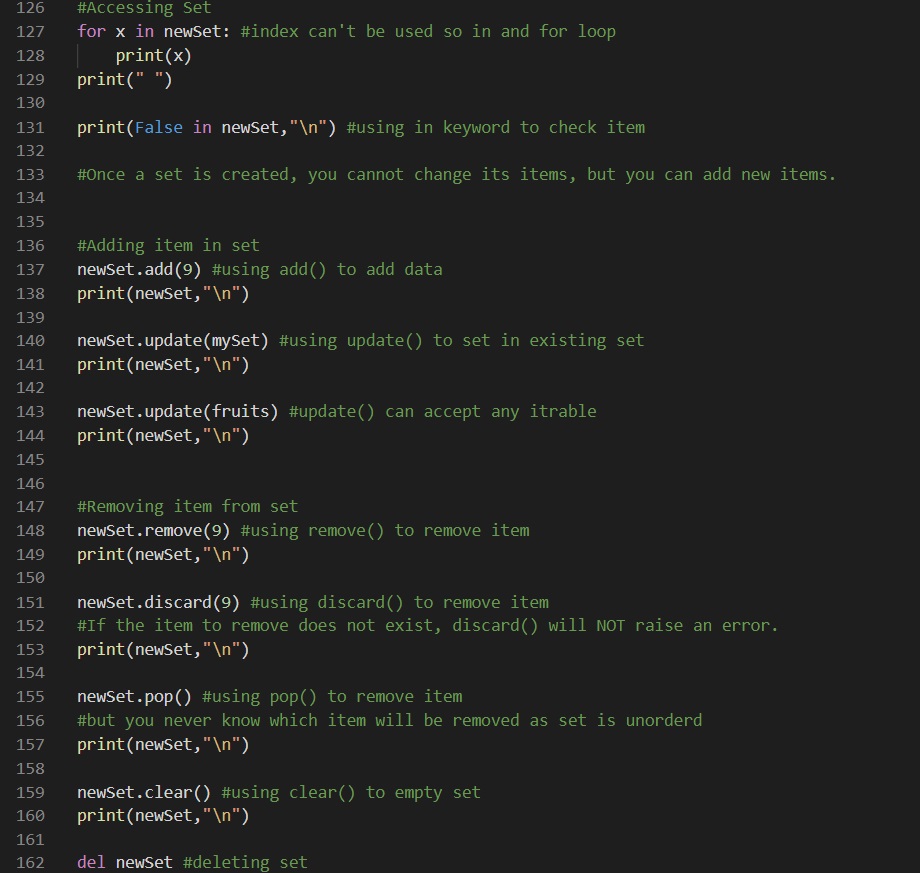 126 #Accessing Set
127 for x in newSet: #index can't be used so in and for loop
128     print(x)
129 print(" ")
130
131 print(False in newSet,"\n") #using in keyword to check item
132
133 #Once a set is created, you cannot change its items, but you can add new items.
134
135
136 #Adding item in set
137 newSet.add(9) #using add() to add data
138 print(newSet,"\n")
139
140 newSet.update(mySet) #using update() to set in existing set
141 print(newSet,"\n")
142
143 newSet.update(fruits) #update() can accept any itrable
144 print(newSet,"\n")
145
146
147 #Removing item from set
148 newSet.remove(9) #using remove() to remove item
149 print(newSet,"\n")
150
151 newSet.discard(9) #using discard() to remove item
152 #If the item to remove does not exist, discard() will NOT raise an error.
153 print(newSet,"\n")
154
155 newSet.pop() #using pop() to remove item
156 #but you never know which item will be removed as set is unorderd
157 print(newSet,"\n")
158
159 newSet.clear() #using clear() to empty set
160 print(newSet,"\n")
161
162 del newSet #deleting set